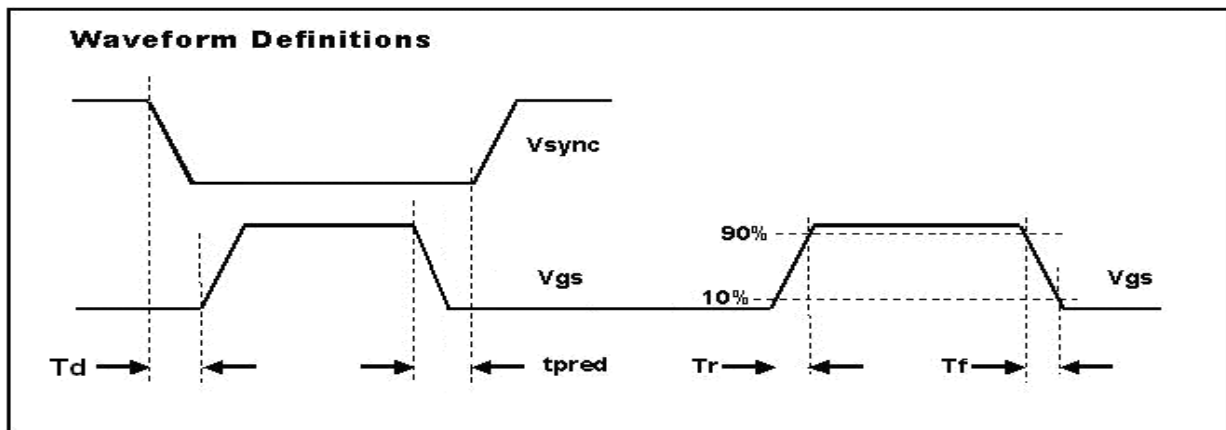 Waveform Definitions
Vsync
90%
Vgs
Vgs
10%
Td
tpred
Tr
Tf